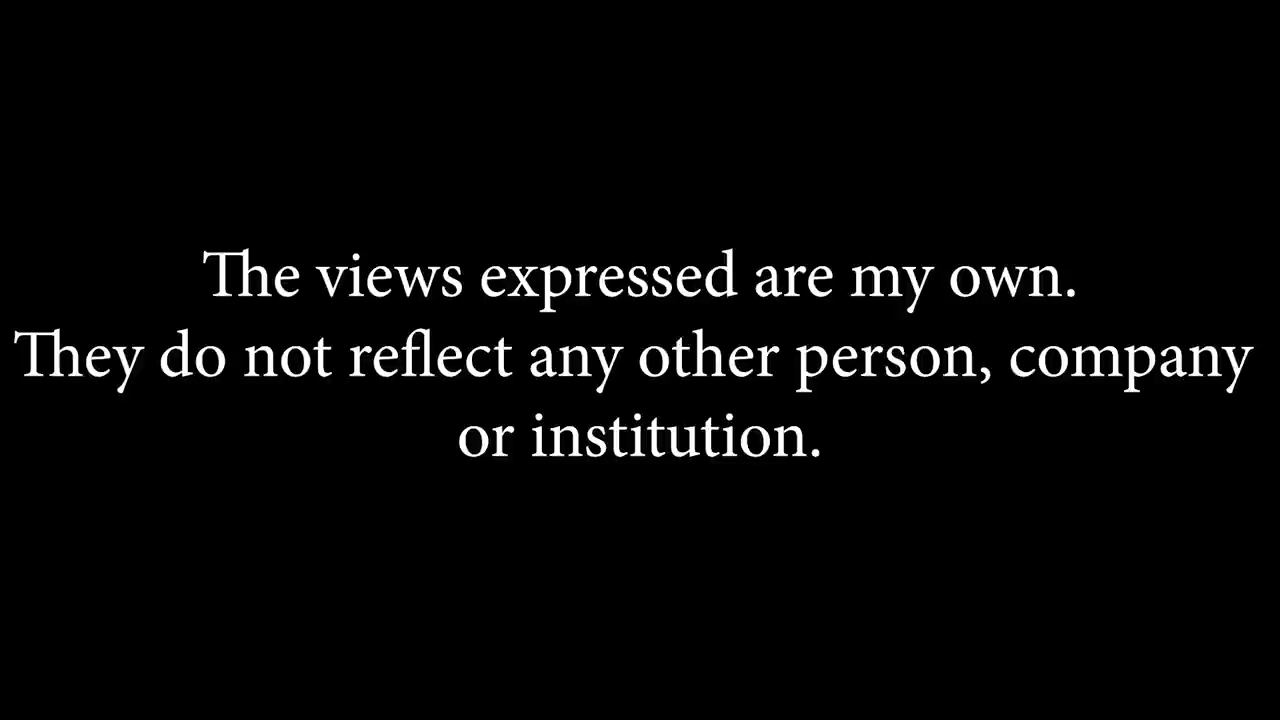 The views expressed are my own.
They do not reflect any other person, company
or institution.